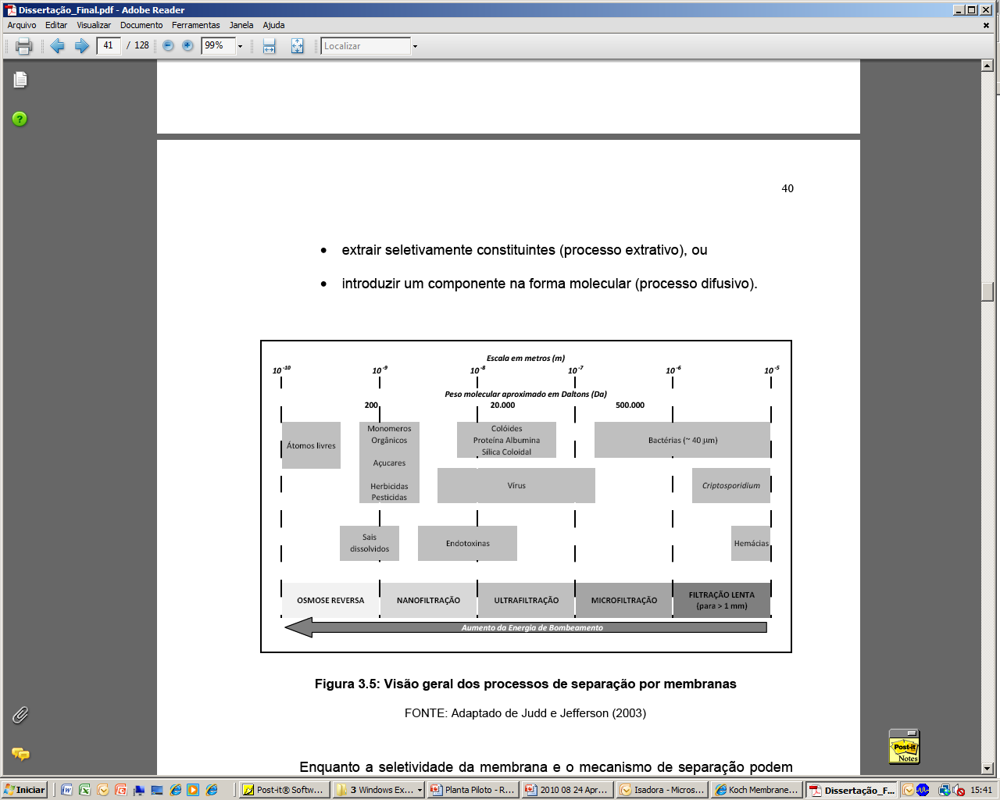 Dissertação_Final.pdf - Adobe Reader
Arquivo Editar Visualizar Documento Ferramentas Janela Ajuda
41 / 128 99% Localizar
40
• extrair seletivamente constituintes (processo extrativo), ou
• introduzir um componente na forma molecular (processo difusivo).
Escala em metros (m)
10-10 10-9 10-8 10-7 10-6 10-5
Peso molecular aproximado em Daltons (Da)
200 20.000 500.000
Átomos livres
Monomeros
Orgânicos
Açucares
Herbicidas
Pesticidas
Colóides
Proteína Albumina
Sílica Coloidal
Bactérias (~ 40 µm)
Vírus
Criptosporidium
Sais
dissolvidos
Endotoxinas
Hemácias
OSMOSE REVERSA
NANOFILTRAÇÃO
ULTRAFILTRAÇÃO
MICROFILTRAÇÃO
FILTRAÇÃO LENTA
(para > 1 mm)
Aumento da Energia de Bombeamento
Figura 3.5: Visão geral dos processos de separação por membranas
FONTE: Adaptado de Judd e Jefferson (2003)
Post-it
Notes
Enquanto a seletividade da membrana e o mecanismo de separação podem
Iniciar Post-it® Softw... 3 Windows Ex... Planta Piloto - R... 2010 08 24 Apr... Isadora - Micros... Koch Membrane... Dissertação_F... 15:41